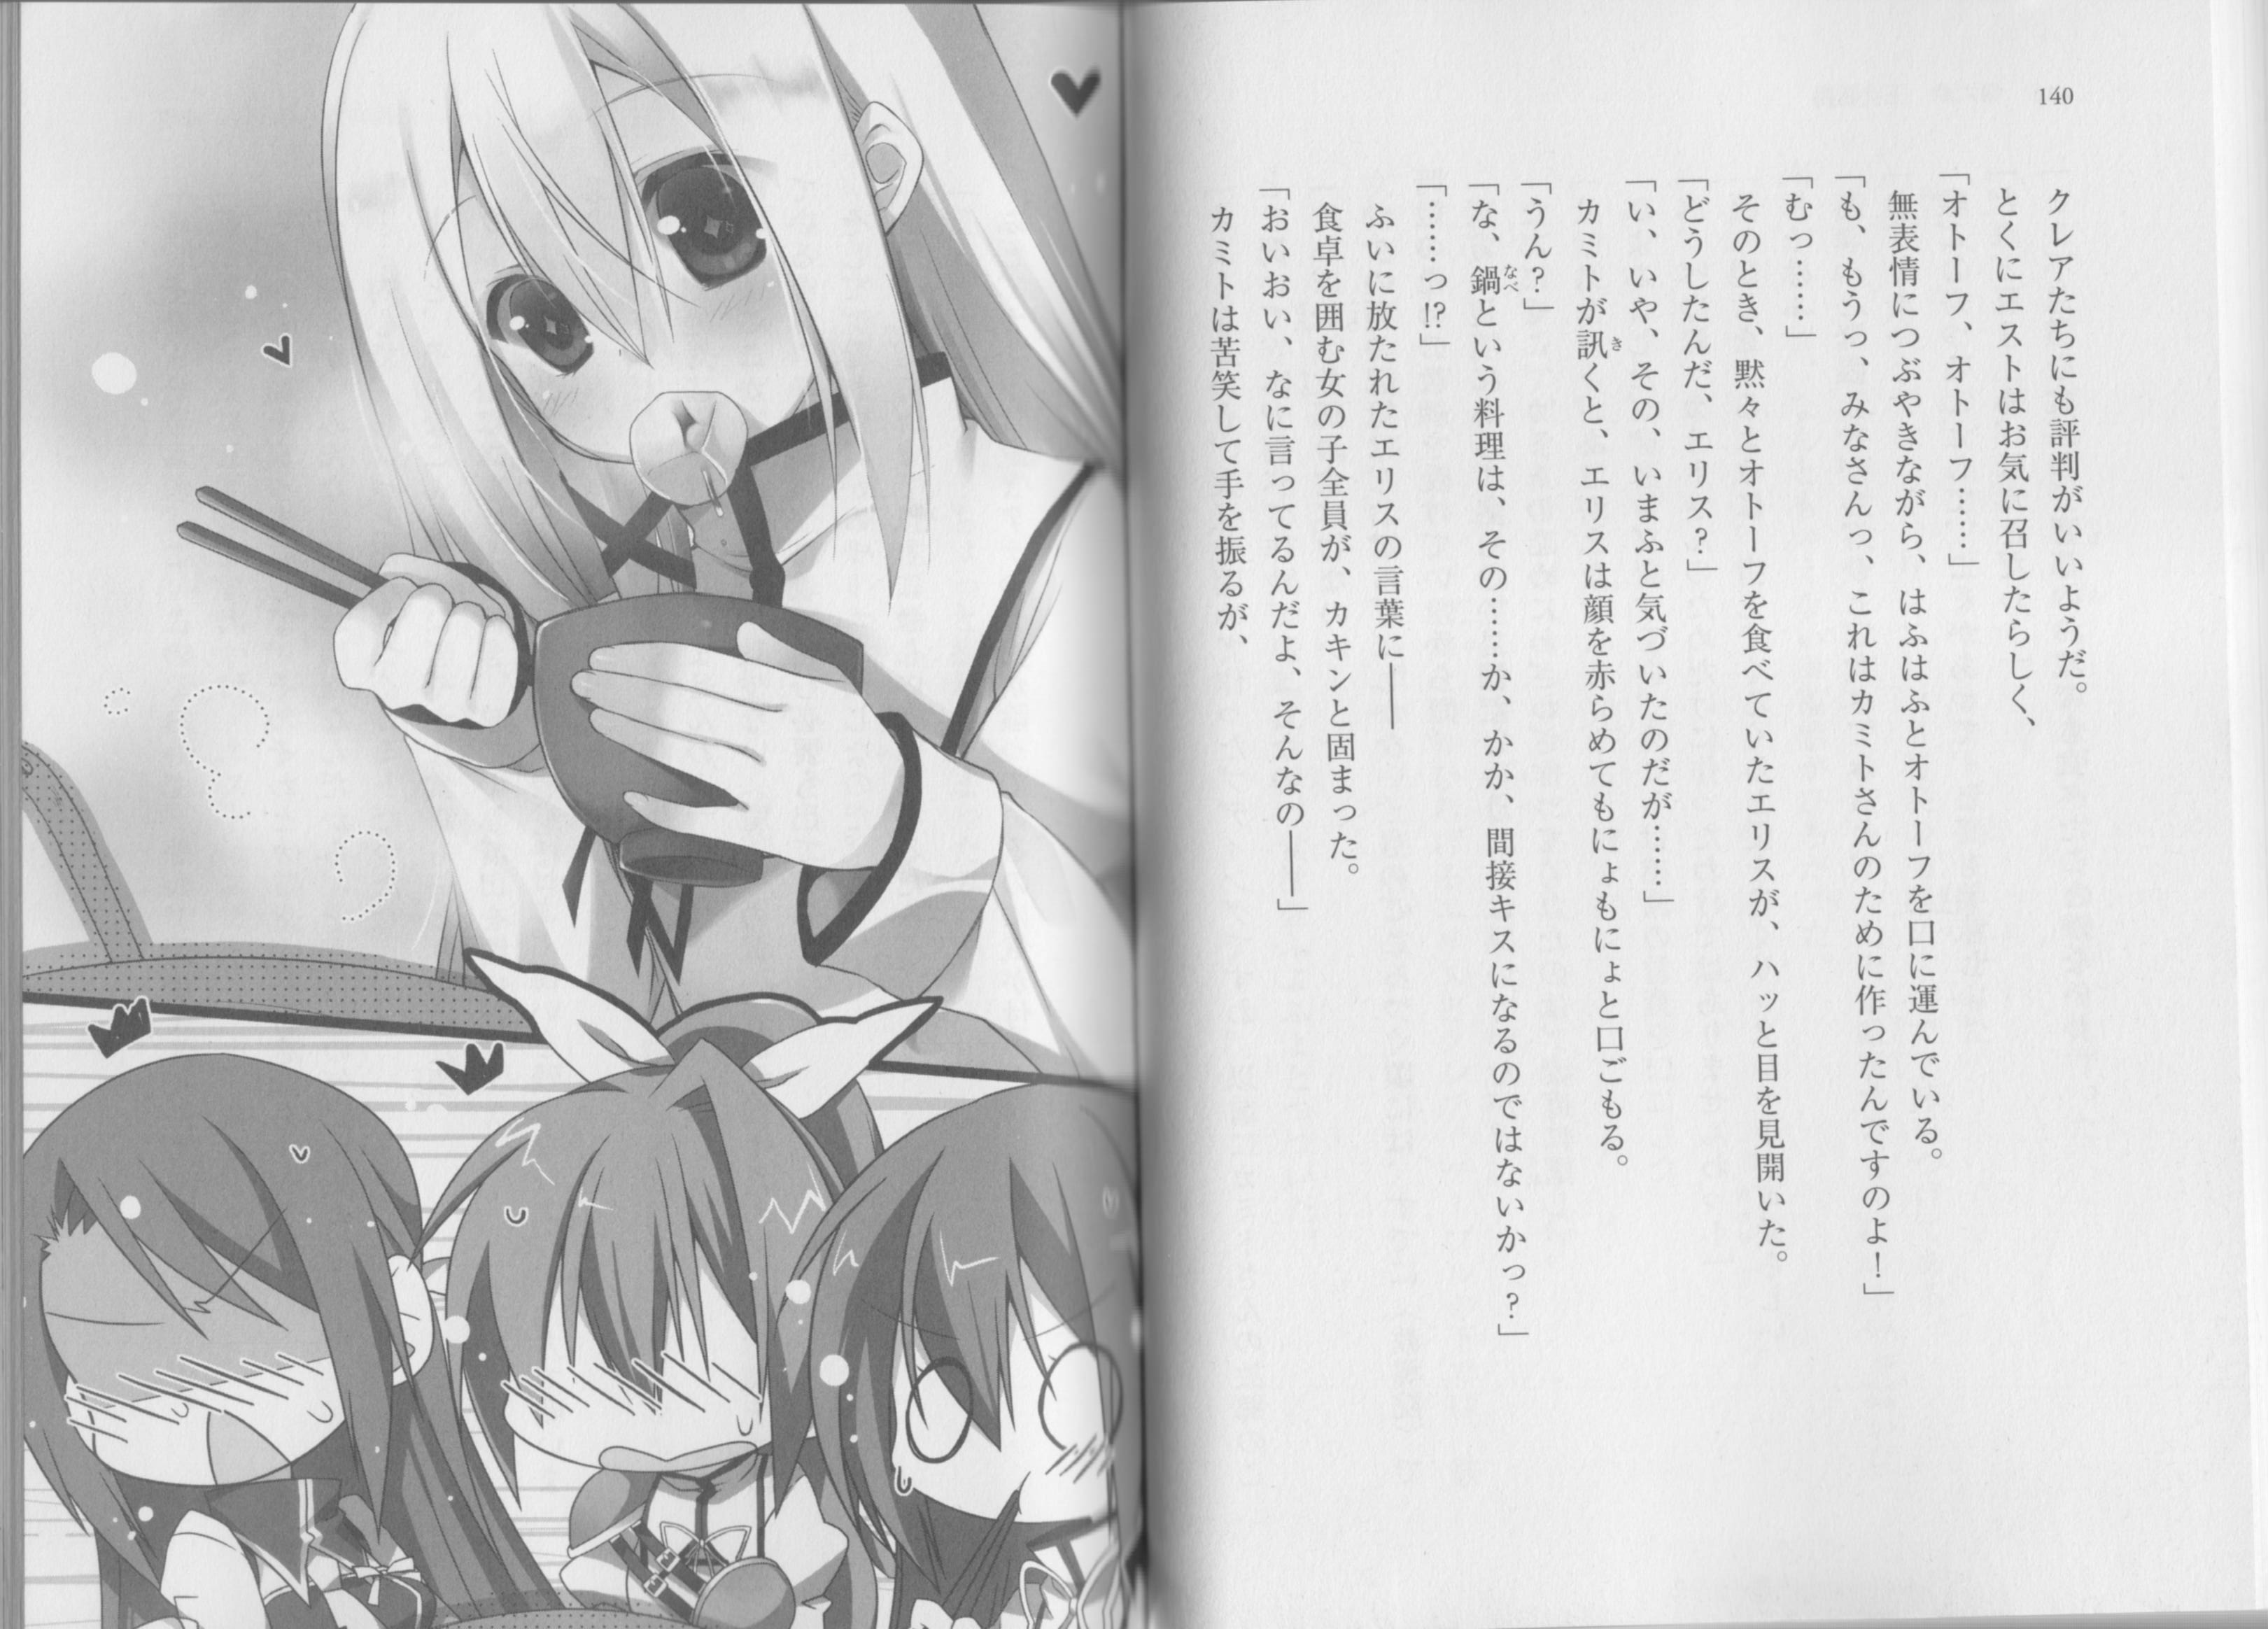 140
クレアたちにも評判がいいようだ。
とくにエストはお気に召したらしく、
「オトーフ、オトーフ……」
無表情につぶやきながら、はふはふとオトーフを口に運んでいる。
「も、もうっ、みなさんっ、これはカミトさんのために作ったんですのよ！」
「むっ……」
そのとき、黙々とオトーフを食べていたエリスが、ハッと目を見開いた。
「どうしたんだ、エリス？」
「い、いや、その、いまふと気づいたのだが……」
カミトが訊くと、エリスは顔を赤らめてもにょもにょと口ごもる。
「うん？」
「な、鍋という料理は、その……か、かか、間接キスになるのではないかっ？」
「……っ!?」
ふいに放たれたエリスの言葉に――
食卓を囲む女の子全員が、カキンと固まった。
「おいおい、なに言ってるんだよ、そんなの――」
カミトは苦笑して手を振るが、